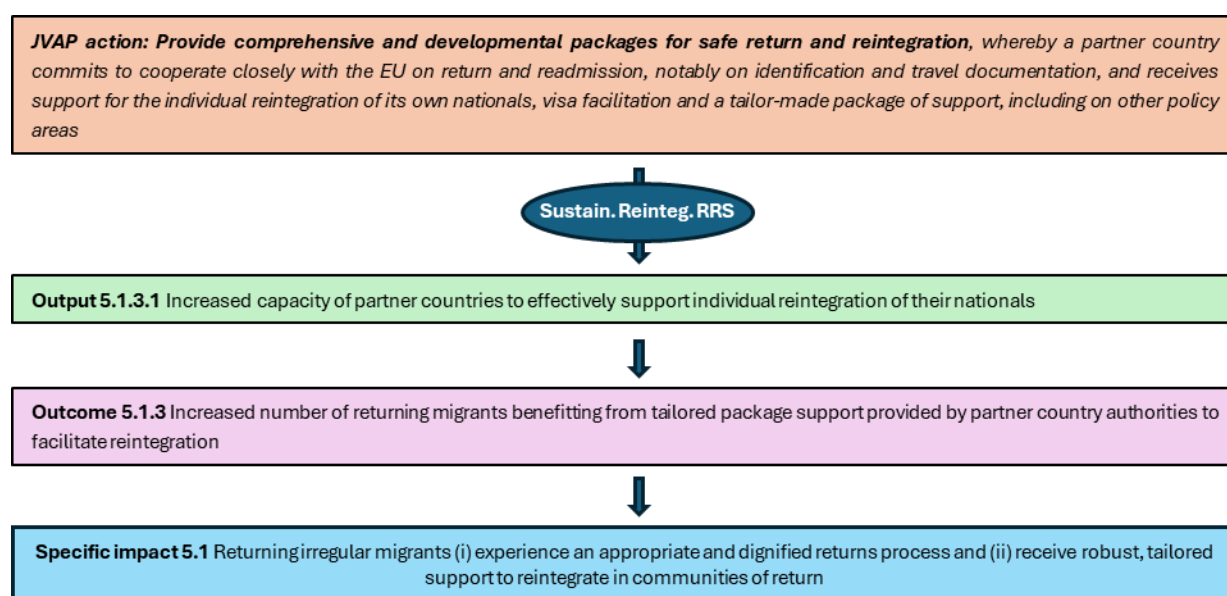 JVAP action: Provide comprehensive and developmental packages for safe return and reintegration, whereby a partner country
commits to cooperate closely with the EU on return and readmission, notably on identification and travel documentation, and receives
support for the individual reintegration of its own nationals, visa facilitation and a tailor-made package of support, including on other policy
areas
Sustain. Reinteg. RRS
Output 5.1.3.1 Increased capacity of partner countries to effectively support individual reintegration of their nationals
Outcome 5.1.3 Increased number of returning migrants benefitting from tailored package support provided by partner country authorities to
facilitate reintegration
Specific impact 5.1 Returning irregular migrants (i) experience an appropriate and dignified returns process and (ii) receive robust, tailored
support to reintegrate in communities of return